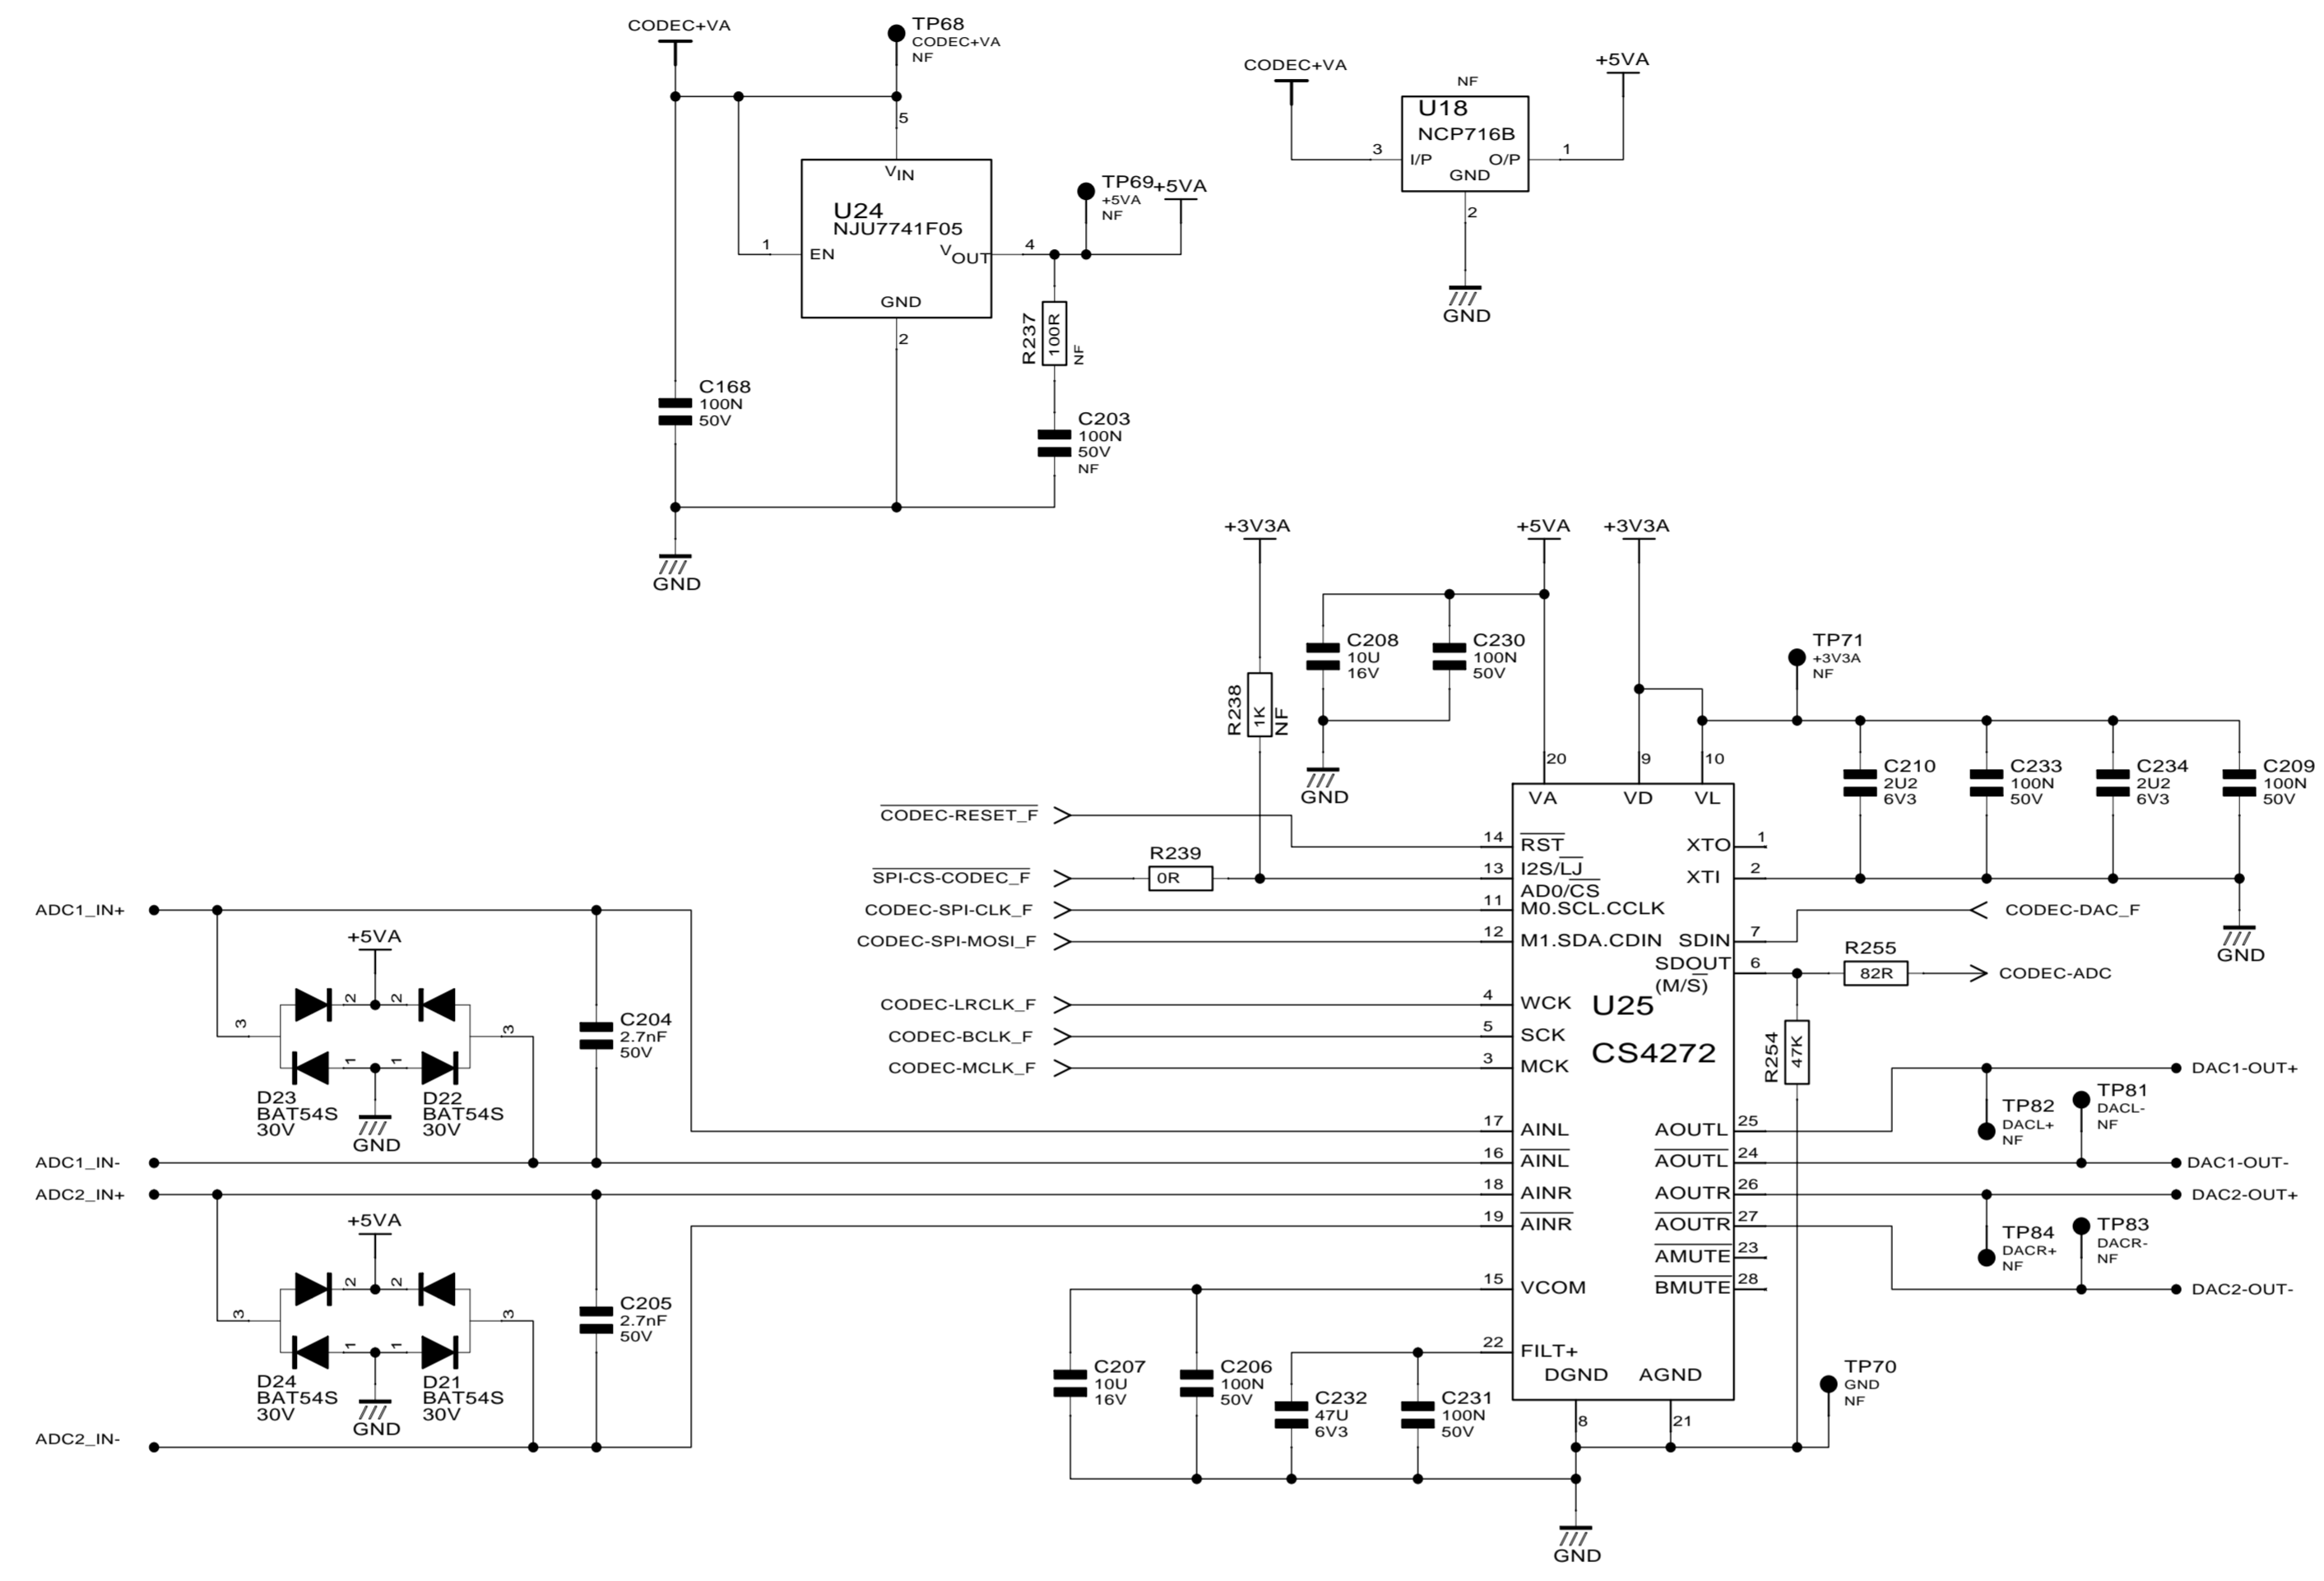 CODEC+VA
TP68
CODEC+VA
NF
5
VIN
U24
NJU7741F05
1
EN
VOUT
4
GND
2
TP69
+5VA
NF
+5VA
R237
100R
NF
C168
100N
50V
C203
100N
50V
NF
GND
CODEC+VA
NF
+5VA
U18
NCP716B
3
I/P
O/P
1
GND
2
GND
+3V3A
+5VA
+3V3A
R238
1K
NF
C208
10U
16V
C230
100N
50V
GND
TP71
+3V3A
NF
20
9
10
C210
2U2
6V3
C233
100N
50V
C234
2U2
6V3
C209
100N
50V
GND
VA
VD
VL
CODEC-RESET_F
14
RST
XTO
1
SPI-CS-CODEC_F
R239
0R
13
I2S/LJ
AD0/CS
XTI
2
CODEC-SPI-CLK_F
11
M0.SCL.CCLK
CODEC-DAC_F
CODEC-SPI-MOSI_F
12
M1.SDA.CDIN
SDIN
7
SDOUT
(M/S)
6
R255
82R
CODEC-ADC
CODEC-LRCLK_F
4
WCK
U25
CS4272
CODEC-BCLK_F
5
SCK
CODEC-MCLK_F
3
MCK
R254
47K
ADC1_IN+
+5VA
2
2
3
3
1
1
D23
BAT54S
30V
D22
BAT54S
30V
GND
C204
2.7nF
50V
ADC1_IN-
ADC2_IN+
+5VA
2
2
3
3
1
1
D24
BAT54S
30V
D21
BAT54S
30V
GND
C205
2.7nF
50V
ADC2_IN-
17
AINL
AOUTL
25
16
AINL
AOUTL
24
18
AINR
AOUTR
26
19
AINR
AOUTR
27
AMUTE
23
15
VCOM
BMUTE
28
22
FILT+
DGND
AGND
8
21
DAC1-OUT+
TP82
DACL+
NF
TP81
DACL-
NF
DAC1-OUT-
DAC2-OUT+
TP84
DACR+
NF
TP83
DACR-
NF
DAC2-OUT-
C207
10U
16V
C206
100N
50V
C232
47U
6V3
C231
100N
50V
TP70
GND
NF
GND